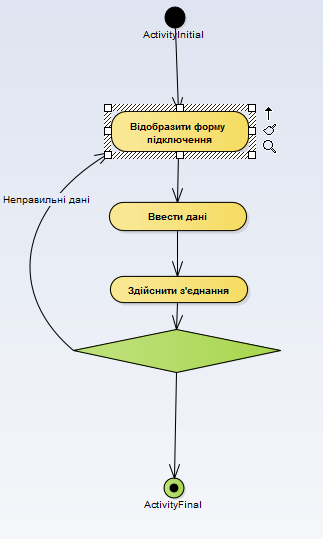 ActivityInitial
Відобразити форму
підключення
Неправильні дані
Ввести дані
Здійснити з'єднання
ActivityFinal